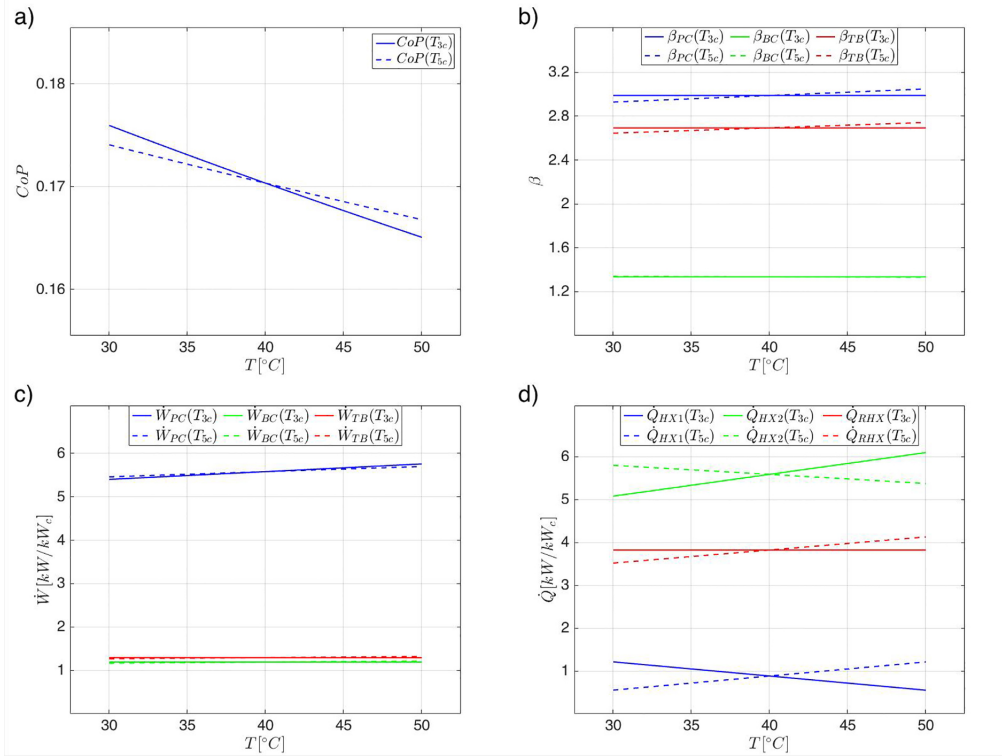 a)
CoP(T3c)
CoP(T5c)
0.18
0.17
0.16
CoP
30 35 40 45 50
T[°C]
b)
βPC(T3c) βBC(T3c) βTB(T3c)
βPC(T5c) βBC(T5c) βTB(T5c)
3.2
2.8
2.4
2
1.6
1.2
β
30 35 40 45 50
T[°C]
c)
ẆPC(T3c) ẆBC(T3c) ẆTB(T3c)
ẆPC(T5c) ẆBC(T5c) ẆTB(T5c)
6
5
4
3
2
1
Ẇ[kW/kWc]
30 35 40 45 50
T[°C]
d)
Q̇HX1(T3c) Q̇HX2(T3c) Q̇RHX(T3c)
Q̇HX1(T5c) Q̇HX2(T5c) Q̇RHX(T5c)
6
5
4
3
2
1
Q̇[kW/kWc]
30 35 40 45 50
T[°C]